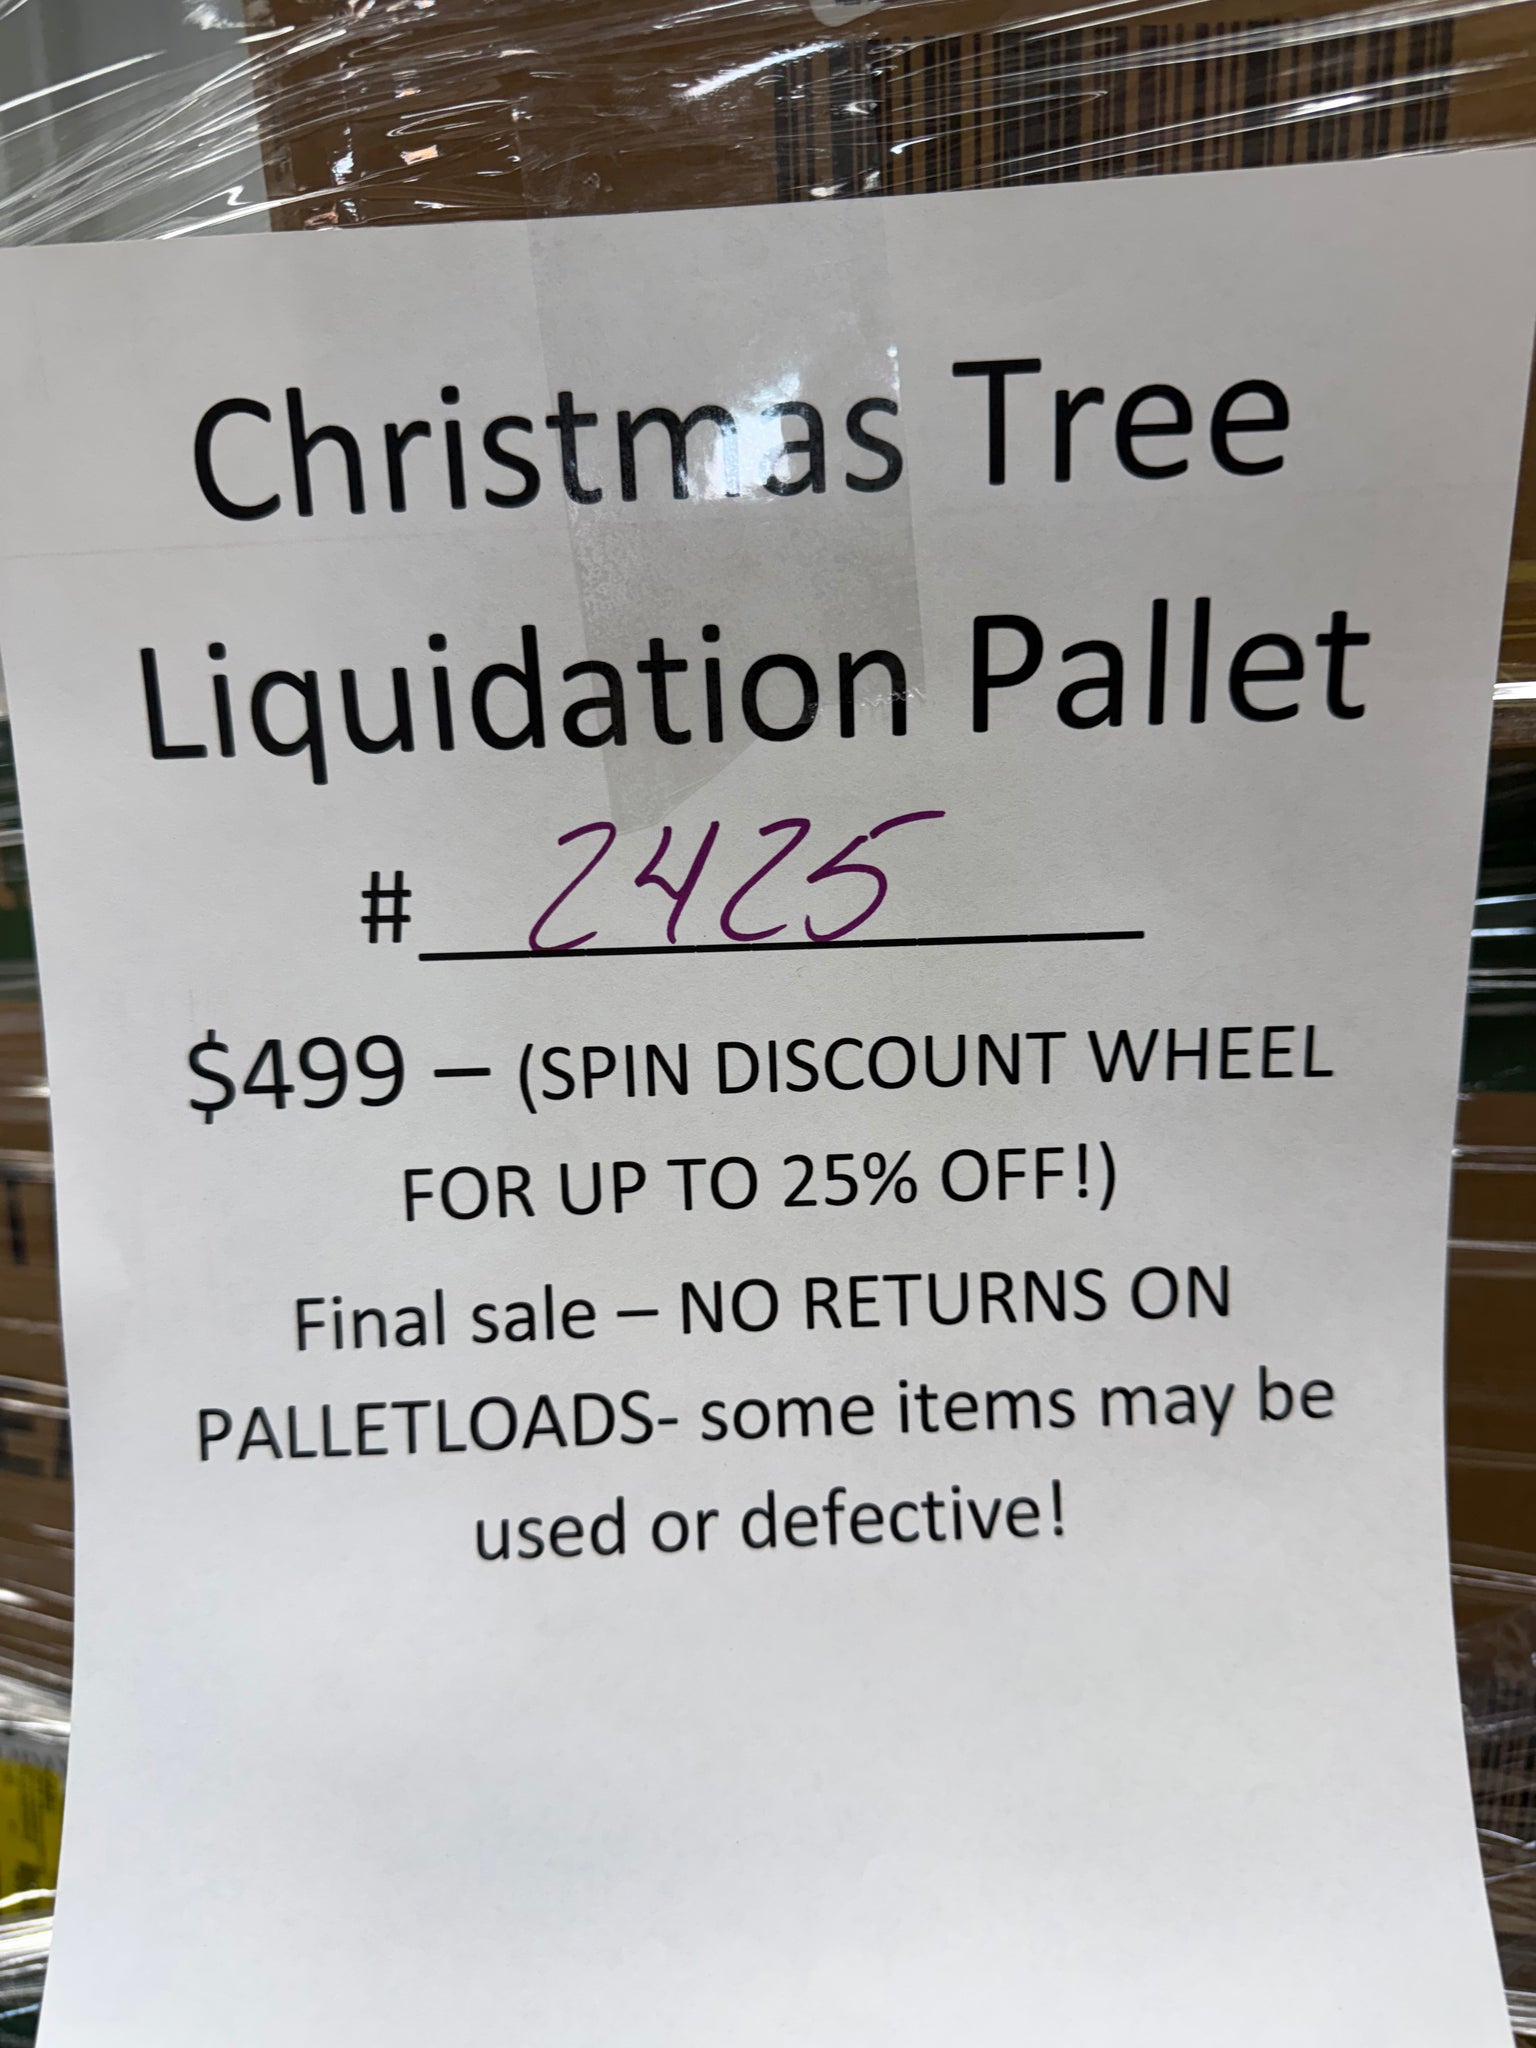 Christmas Tree
Liquidation Pallet
# 2425
$499 – (SPIN DISCOUNT WHEEL
FOR UP TO 25% OFF!)
Final sale – NO RETURNS ON
PALLETLOADS- some items may be
used or defective!